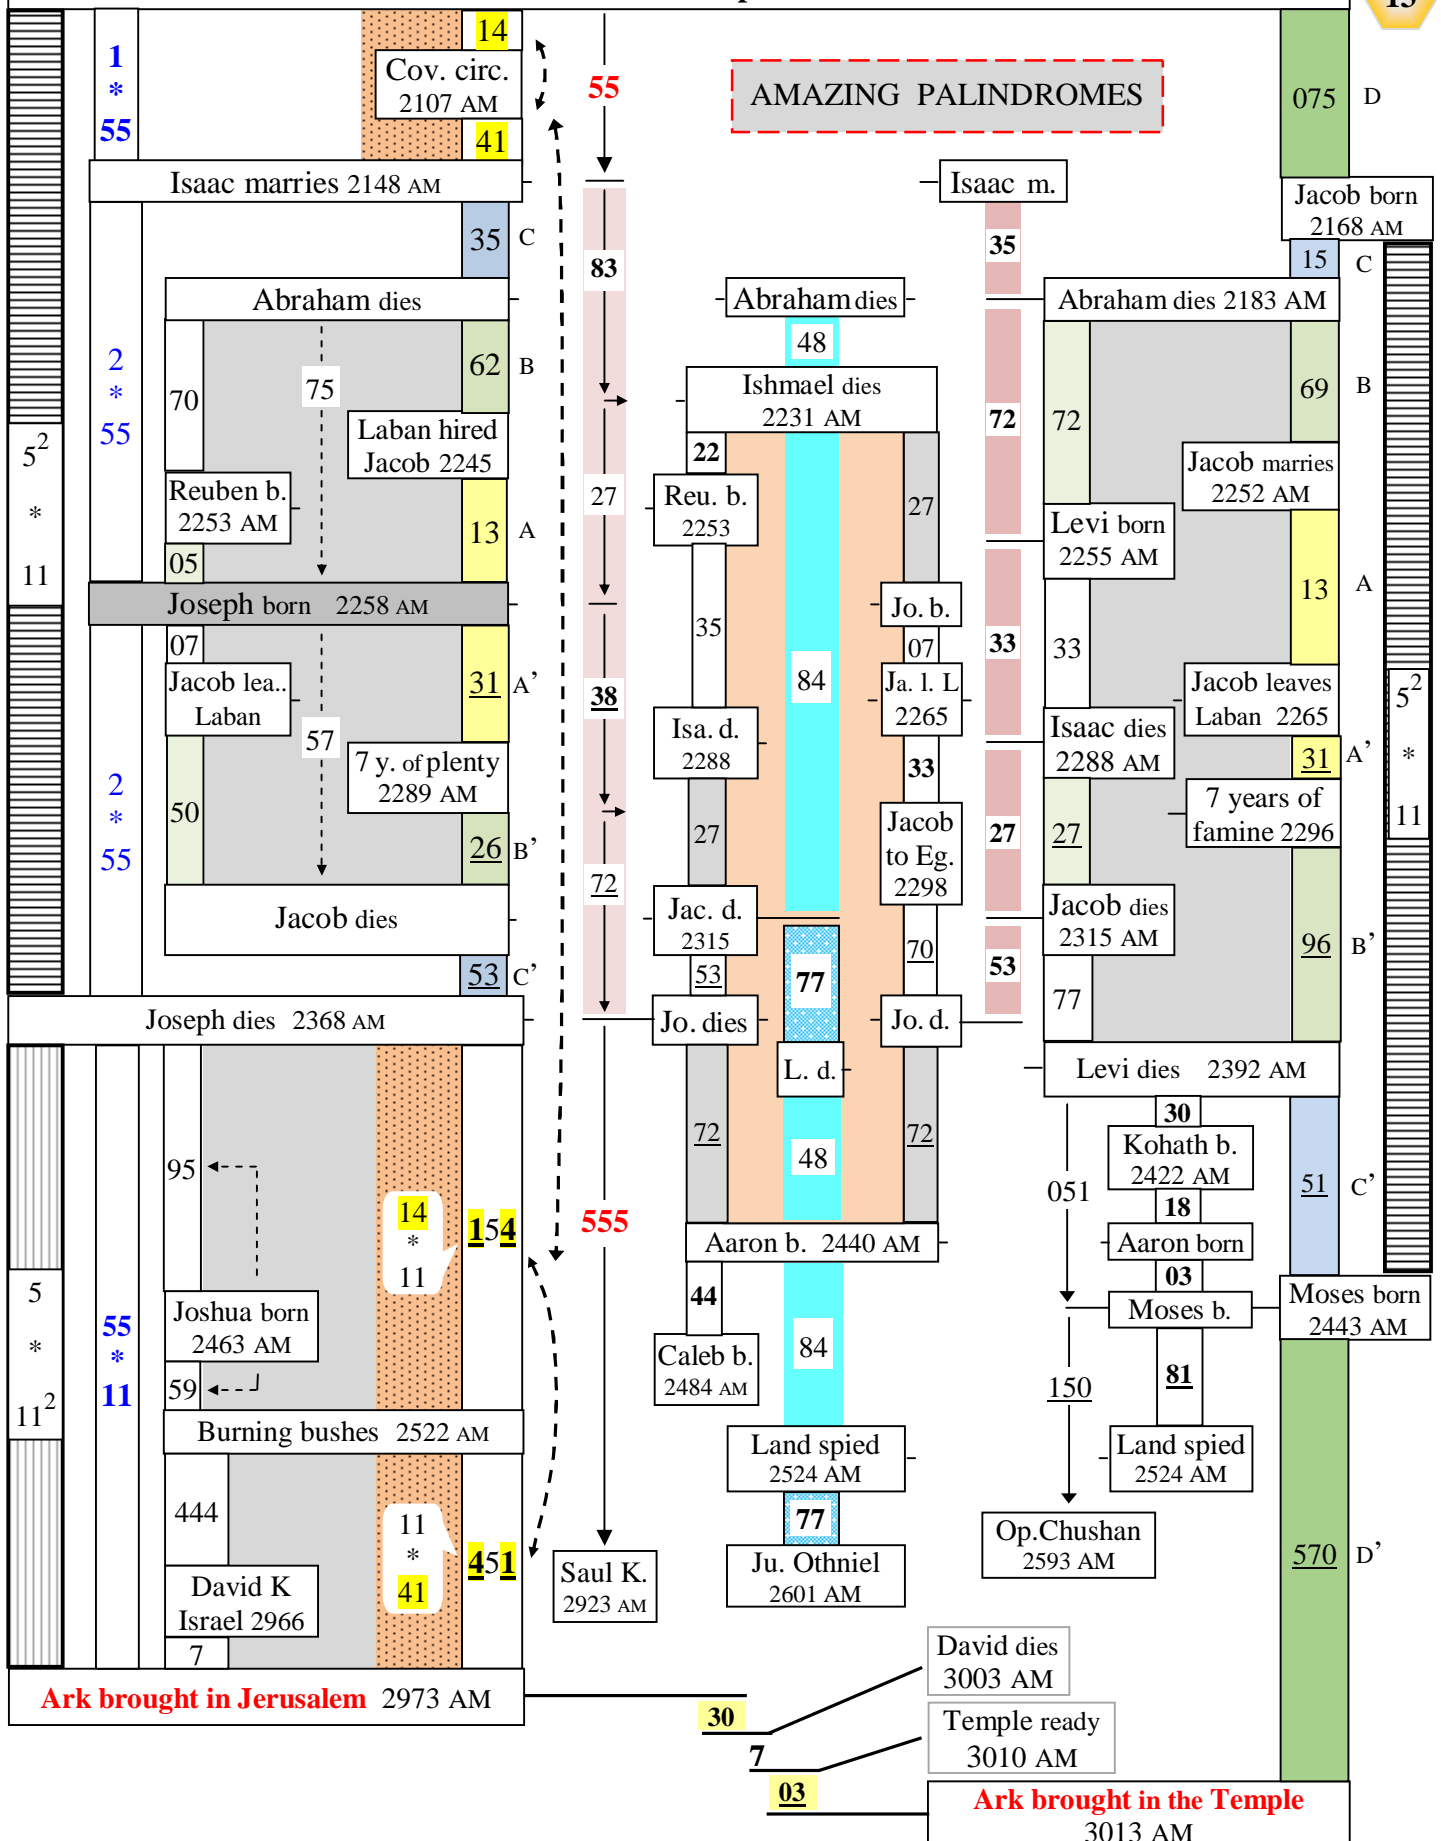 13
14
Cov. circ.
2107 AM
41
1
*
55
55
AMAZING PALINDROMES
075
D
Isaac marries 2148 AM
Isaac m.
Jacob born
2168 AM
35
C
83
35
15
C
Abraham dies
Abraham dies
Abraham dies 2183 AM
2
*
55
70
75
62
B
48
Ishmael dies
2231 AM
72
72
69
B
5²
*
11
Laban hired
Jacob 2245
22
Jacob marries
2252 AM
Reuben b.
2253 AM
13
A
27
Reu. b.
2253
27
Levi born
2255 AM
05
13
A
Joseph born 2258 AM
Jo. b.
07
35
07
33
33
Jacob lea..
Laban
31
A’
38
84
Ja. l. L
2265
Jacob leaves
Laban 2265
5²
*
11
57
Isa. d.
2288
Isaac dies
2288 AM
7 y. of plenty
2289 AM
33
31
A’
2
*
55
50
26
B’
27
Jacob
to Eg.
2298
27
27
7 years of
famine 2296
72
Jacob dies
Jac. d.
2315
Jacob dies
2315 AM
53
C’
53
77
70
53
77
96
B’
Joseph dies 2368 AM
Jo. dies
Jo. d.
L. d.
Levi dies 2392 AM
95
72
48
72
30
Kohath b.
2422 AM
051
51
C’
14
*
11
154
555
18
Aaron b. 2440 AM
Aaron born
5
*
11²
55
*
11
44
03
Joshua born
2463 AM
Moses b.
Moses born
2443 AM
59
Caleb b.
2484 AM
84
150
81
Burning bushes 2522 AM
Land spied
2524 AM
Land spied
2524 AM
444
11
*
41
451
77
Op.Chushan
2593 AM
570
D’
David K
Israel 2966
Saul K.
2923 AM
Ju. Othniel
2601 AM
7
David dies
3003 AM
Ark brought in Jerusalem 2973 AM
30
Temple ready
3010 AM
7
03
Ark brought in the Temple
3013 AM